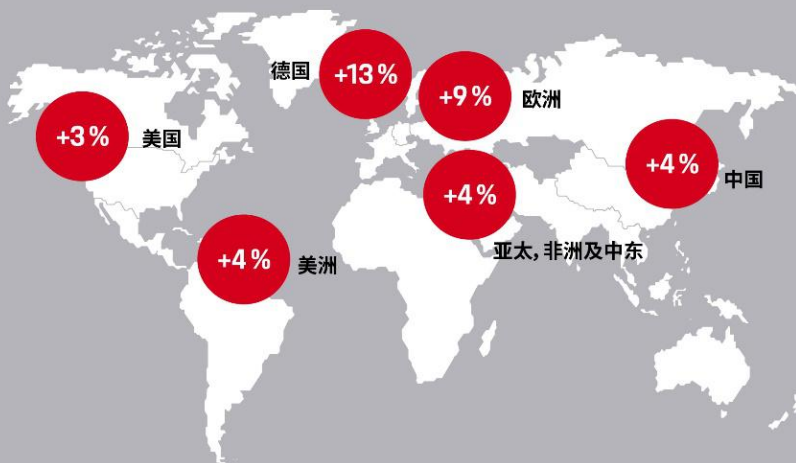 德国
+13 %
+9 %
欧洲
+3 %
美国
+4 %
中国
+4 %
亚太, 非洲及中东
+4 %
美洲